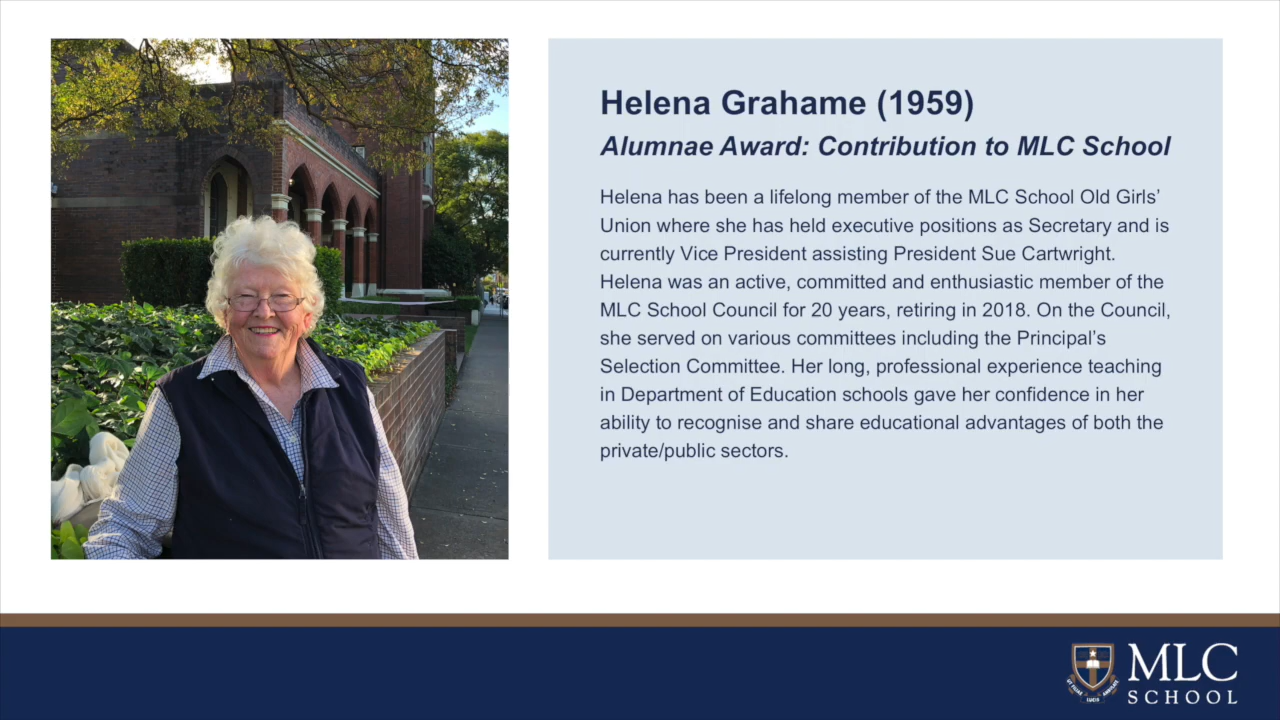 Helena Grahame (1959)
Alumnae Award: Contribution to MLC School
Helena has been a lifelong member of the MLC School Old Girls’
Union where she has held executive positions as Secretary and is
currently Vice President assisting President Sue Cartwright.
Helena was an active, committed and enthusiastic member of the
MLC School Council for 20 years, retiring in 2018. On the Council,
she served on various committees including the Principal’s
Selection Committee. Her long, professional experience teaching
in Department of Education schools gave her confidence in her
ability to recognise and share educational advantages of both the
private/public sectors.
MLC
SCHOOL